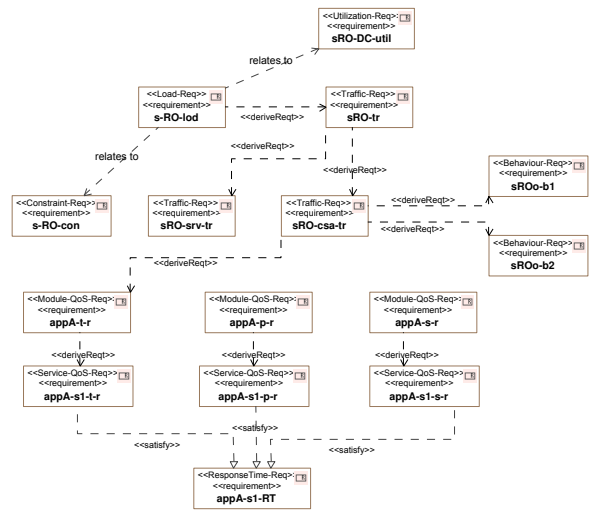 <<Utilization-Req>>
<<requirement>>
sRO-DC-util
relates to
<<Load-Req>>
<<requirement>>
s-RO-lod
<<deriveReqt>>
<<Traffic-Req>>
<<requirement>>
sRO-tr
relates to
<<deriveReqt>>
<<deriveReqt>>
<<Constraint-Req>>
<<requirement>>
s-RO-con
<<Traffic-Req>>
<<requirement>>
sRO-srv-tr
<<Traffic-Req>>
<<requirement>>
sRO-csa-tr
<<deriveReqt>>
<<Behaviour-Req>>
<<requirement>>
sROo-b1
<<deriveReqt>>
<<Behaviour-Req>>
<<requirement>>
sROo-b2
<<deriveReqt>>
<<Module-QoS-Req>>
<<requirement>>
appA-t-r
<<Module-QoS-Req>>
<<requirement>>
appA-p-r
<<Module-QoS-Req>>
<<requirement>>
appA-s-r
<<deriveReqt>>
<<deriveReqt>>
<<deriveReqt>>
<<Service-QoS-Req>>
<<requirement>>
appA-s1-t-r
<<Service-QoS-Req>>
<<requirement>>
appA-s1-p-r
<<Service-QoS-Req>>
<<requirement>>
appA-s1-s-r
<<satisfy>>
<<satisfy>>
<<satisfy>>
<<ResponseTime-Req>>
<<requirement>>
appA-s1-RT